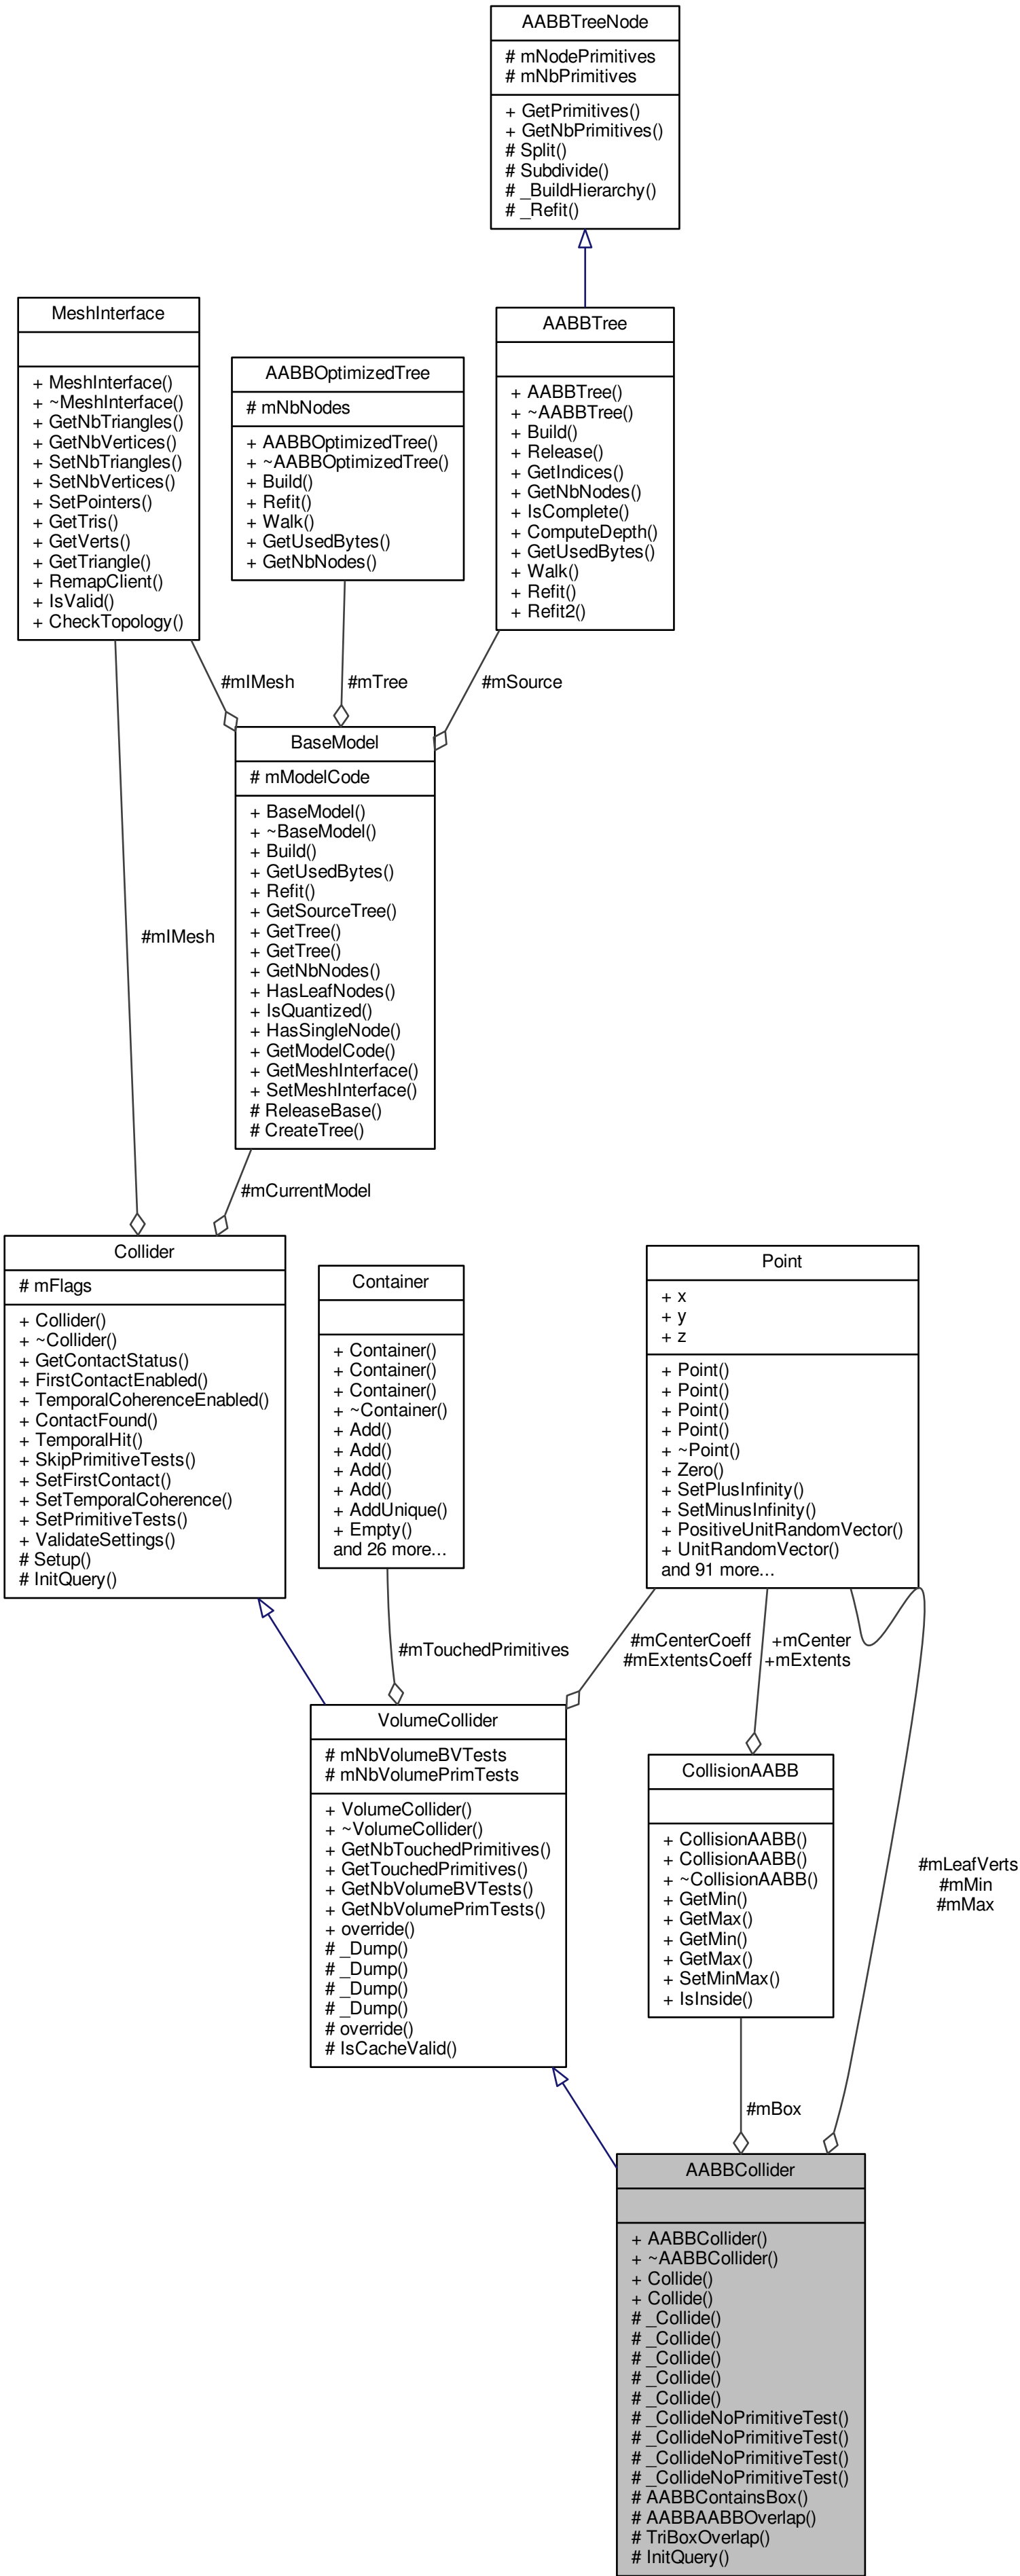 AABBTreeNode
# mNodePrimitives
# mNbPrimitives
+ GetPrimitives()
+ GetNbPrimitives()
# Split()
# Subdivide()
# _BuildHierarchy()
# _Refit()
MeshInterface
+ MeshInterface()
+ ~MeshInterface()
+ GetNbTriangles()
+ GetNbVertices()
+ SetNbTriangles()
+ SetNbVertices()
+ SetPointers()
+ GetTris()
+ GetVerts()
+ GetTriangle()
+ RemapClient()
+ IsValid()
+ CheckTopology()
AABBOptimizedTree
# mNbNodes
+ AABBOptimizedTree()
+ ~AABBOptimizedTree()
+ Build()
+ Refit()
+ Walk()
+ GetUsedBytes()
+ GetNbNodes()
AABBTree
+ AABBTree()
+ ~AABBTree()
+ Build()
+ Release()
+ GetIndices()
+ GetNbNodes()
+ IsComplete()
+ ComputeDepth()
+ GetUsedBytes()
+ Walk()
+ Refit()
+ Refit2()
#mIMesh
#mTree
#mSource
BaseModel
# mModelCode
+ BaseModel()
+ ~BaseModel()
+ Build()
+ GetUsedBytes()
+ Refit()
+ GetSourceTree()
+ GetTree()
+ GetTree()
+ GetNbNodes()
+ HasLeafNodes()
+ IsQuantized()
+ HasSingleNode()
+ GetModelCode()
+ GetMeshInterface()
+ SetMeshInterface()
# ReleaseBase()
# CreateTree()
#mIMesh
#mCurrentModel
Collider
# mFlags
+ Collider()
+ ~Collider()
+ GetContactStatus()
+ FirstContactEnabled()
+ TemporalCoherenceEnabled()
+ ContactFound()
+ TemporalHit()
+ SkipPrimitiveTests()
+ SetFirstContact()
+ SetTemporalCoherence()
+ SetPrimitiveTests()
+ ValidateSettings()
# Setup()
# InitQuery()
Container
+ Container()
+ Container()
+ Container()
+ ~Container()
+ Add()
+ Add()
+ Add()
+ Add()
+ AddUnique()
+ Empty()
and 26 more...
Point
+ x
+ y
+ z
+ Point()
+ Point()
+ Point()
+ Point()
+ ~Point()
+ Zero()
+ SetPlusInfinity()
+ SetMinusInfinity()
+ PositiveUnitRandomVector()
+ UnitRandomVector()
and 91 more...
#mTouchedPrimitives
#mCenterCoeff
#mExtentsCoeff
+mCenter
+mExtents
VolumeCollider
# mNbVolumeBVTests
# mNbVolumePrimTests
+ VolumeCollider()
+ ~VolumeCollider()
+ GetNbTouchedPrimitives()
+ GetTouchedPrimitives()
+ GetNbVolumeBVTests()
+ GetNbVolumePrimTests()
+ override()
# _Dump()
# _Dump()
# _Dump()
# _Dump()
# override()
# IsCacheValid()
CollisionAABB
+ CollisionAABB()
+ CollisionAABB()
+ ~CollisionAABB()
+ GetMin()
+ GetMax()
+ GetMin()
+ GetMax()
+ SetMinMax()
+ IsInside()
#mLeafVerts
#mMin
#mMax
#mBox
AABBCollider
+ AABBCollider()
+ ~AABBCollider()
+ Collide()
+ Collide()
# _Collide()
# _Collide()
# _Collide()
# _Collide()
# _Collide()
# _CollideNoPrimitiveTest()
# _CollideNoPrimitiveTest()
# _CollideNoPrimitiveTest()
# _CollideNoPrimitiveTest()
# AABBContainsBox()
# AABBAABBOverlap()
# TriBoxOverlap()
# InitQuery()